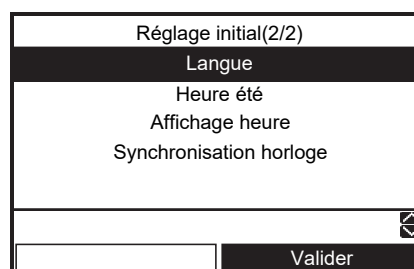 Réglage initial(2/2)
Langue
Heure été
Affichage heure
Synchronisation horloge
Valider